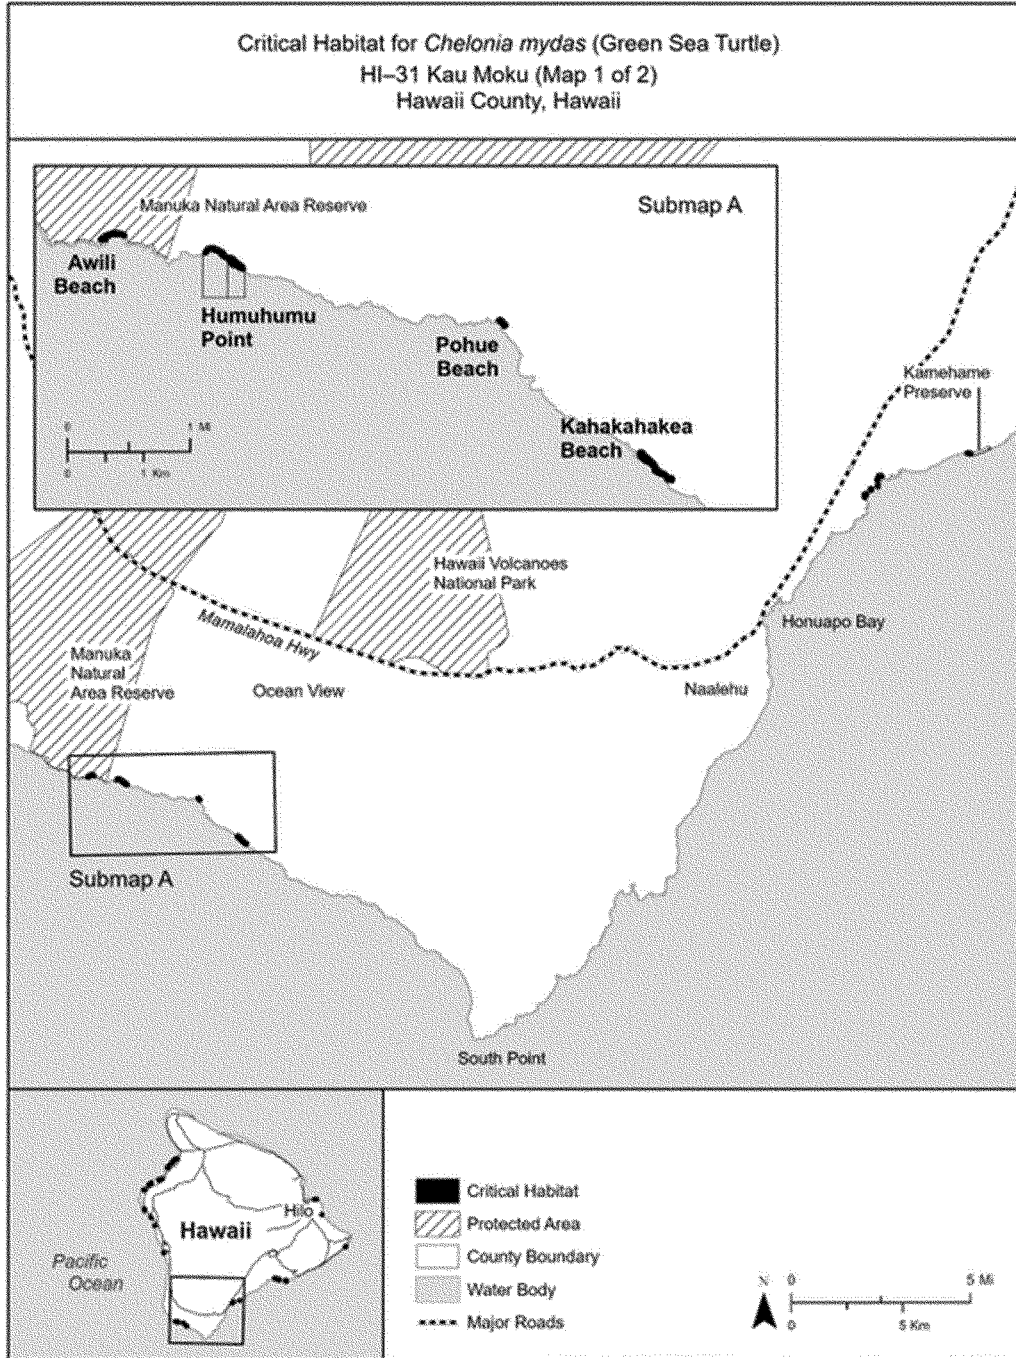 Critical Habitat for Chelonia mydas (Green Sea Turtle)
HI–31 Kau Moku (Map 1 of 2)
Hawaii County, Hawaii
Manuka Natural Area Reserve
Submap A
Awili
Beach
Humuhumu
Point
Pohue
Beach
Kahakahakea
Beach
0 1 Mi
0 1 Km
Kamehame
Preserve
Hawaii Volcanoes
National Park
Mamalahoa Hwy
Honuapo Bay
Manuka
Natural
Area Reserve
Ocean View
Naalehu
Submap A
South Point
Hilo
Hawaii
Pacific
Ocean
Critical Habitat
Protected Area
County Boundary
Water Body
Major Roads
N
0 5 Mi
0 5 Km